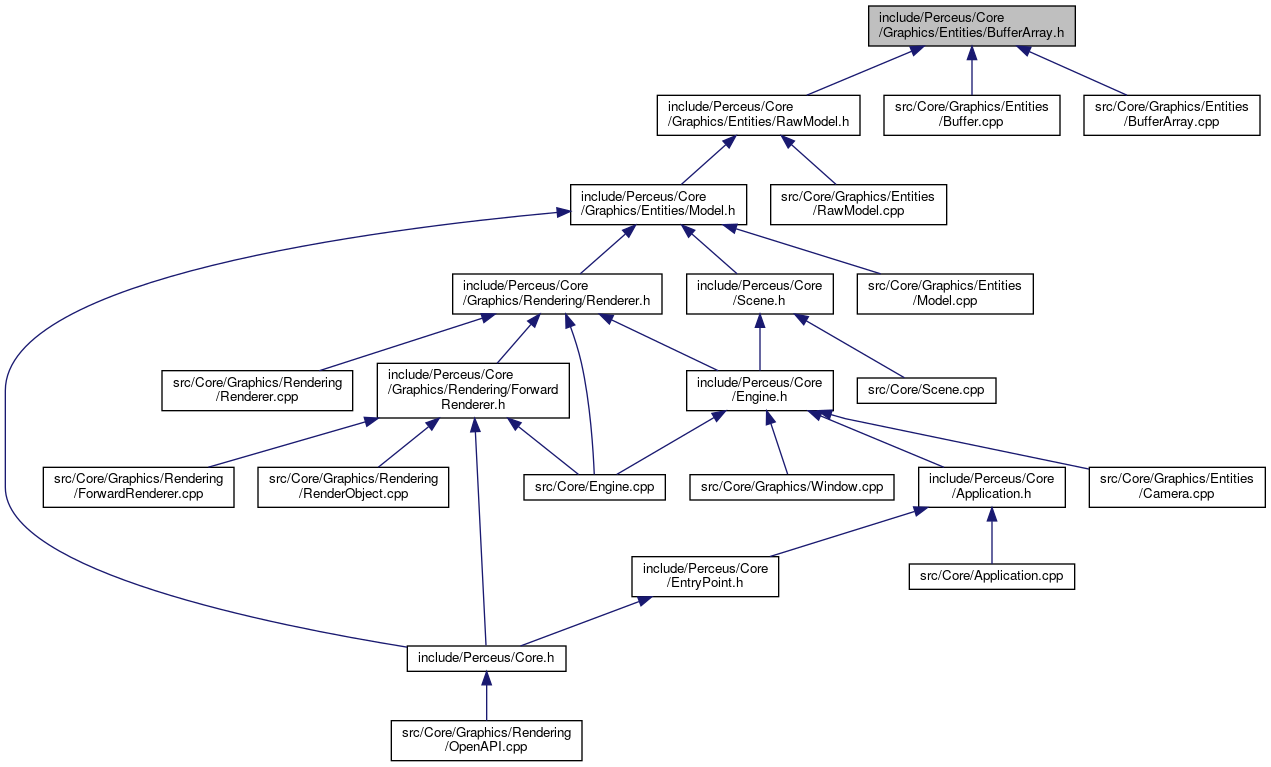 include/Perceus/Core
/Graphics/Entities/BufferArray.h
include/Perceus/Core
/Graphics/Entities/RawModel.h
src/Core/Graphics/Entities
/Buffer.cpp
src/Core/Graphics/Entities
/BufferArray.cpp
include/Perceus/Core
/Graphics/Entities/Model.h
src/Core/Graphics/Entities
/RawModel.cpp
include/Perceus/Core
/Graphics/Rendering/Renderer.h
include/Perceus/Core
/Scene.h
src/Core/Graphics/Entities
/Model.cpp
src/Core/Graphics/Rendering
/Renderer.cpp
include/Perceus/Core
/Graphics/Rendering/Forward
Renderer.h
include/Perceus/Core
/Engine.h
src/Core/Scene.cpp
src/Core/Graphics/Rendering
/ForwardRenderer.cpp
src/Core/Graphics/Rendering
/RenderObject.cpp
src/Core/Engine.cpp
src/Core/Graphics/Window.cpp
include/Perceus/Core
/Application.h
src/Core/Graphics/Entities
/Camera.cpp
include/Perceus/Core
/EntryPoint.h
src/Core/Application.cpp
include/Perceus/Core.h
src/Core/Graphics/Rendering
/OpenAPI.cpp